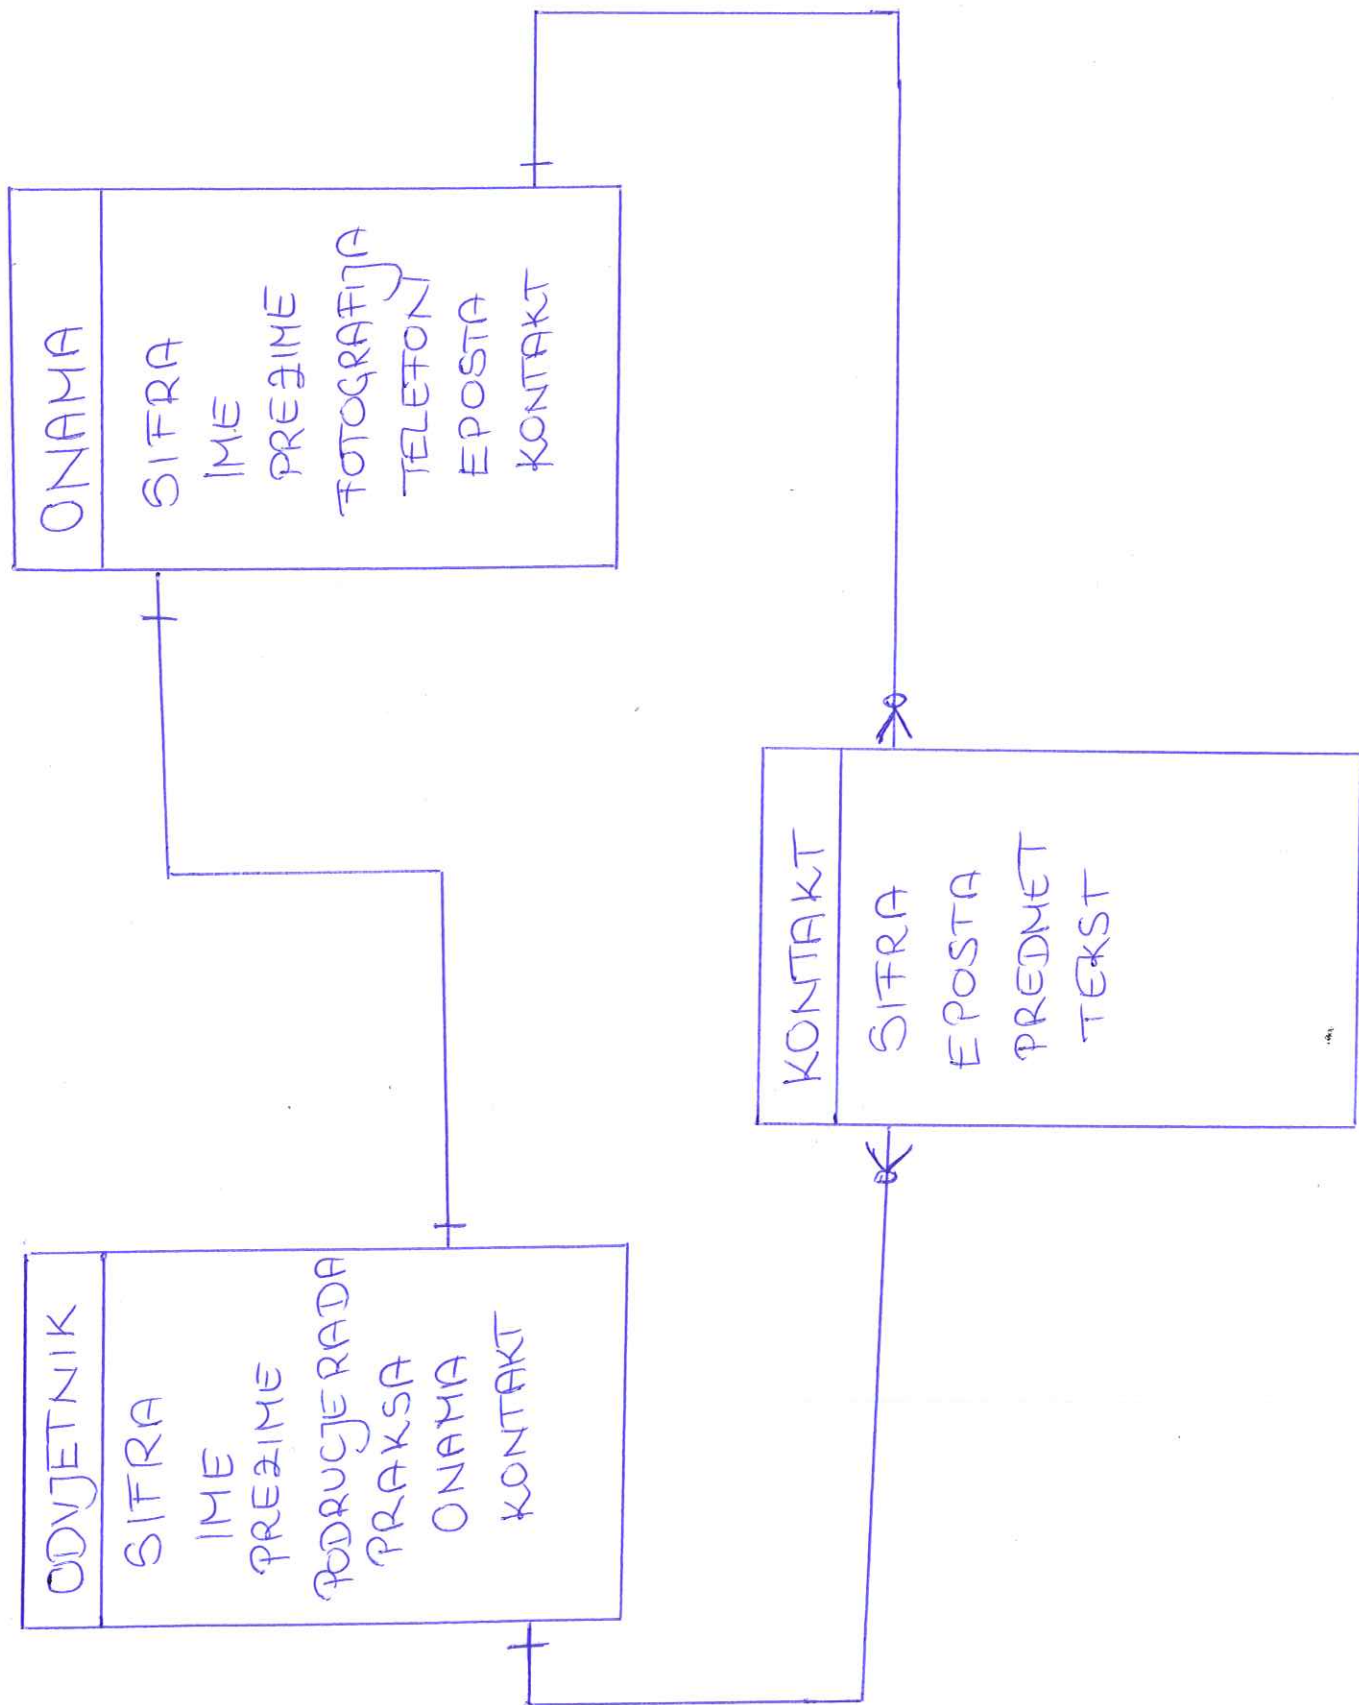 ODVJETNIK
SIFRA
IME
PREZIME
PODRUCJERADA
PRAKSA
ONAMA
KONTAKT
ONAMA
SIFRA
IME
PREZIME
FOTOGRAFIJA
TELEFON
EPOSTA
KONTAKT
KONTAKT
SIFRA
EPOSTA
PREDMET
TEKST